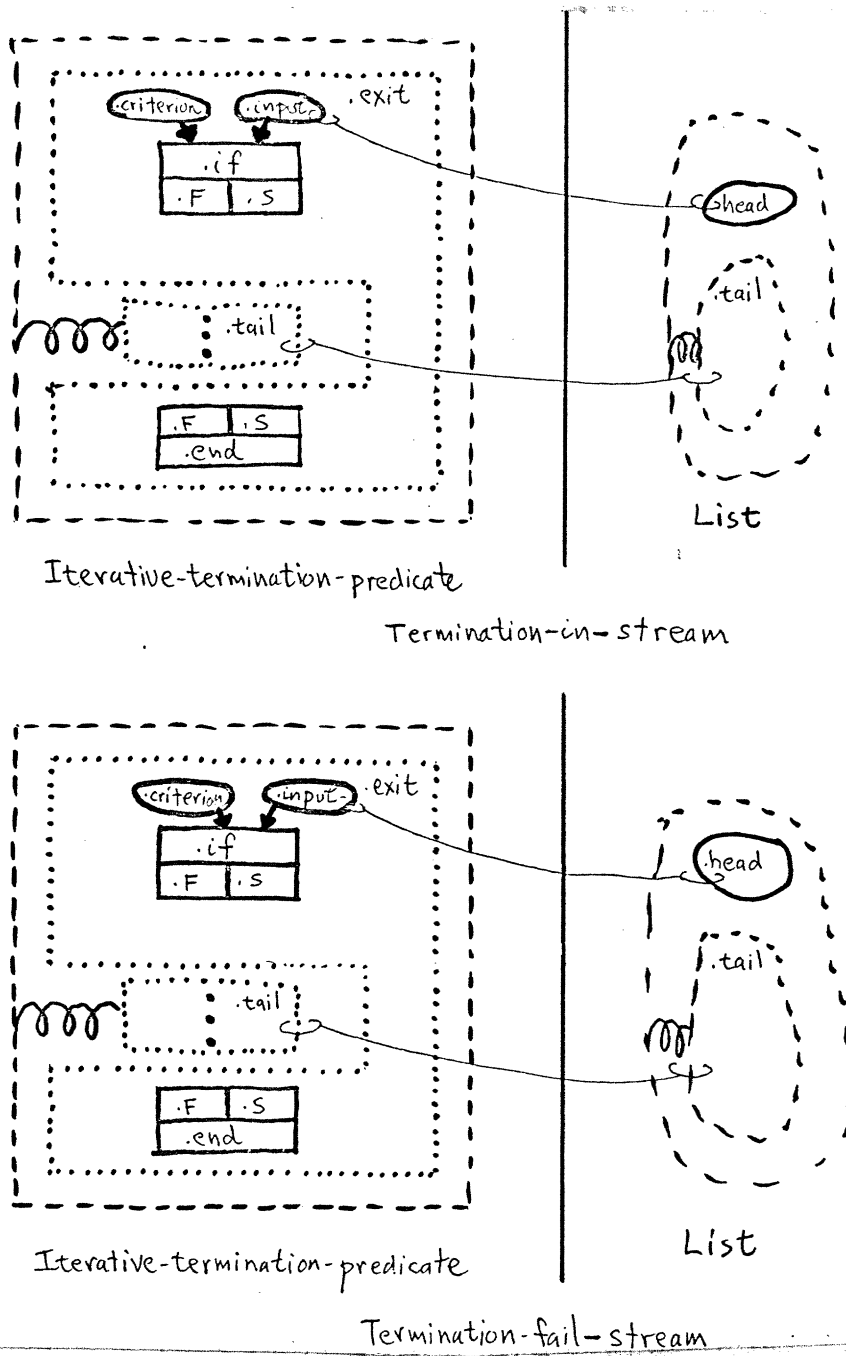 .criterion .input .exit
.if
.F .S
.head
.tail
.tail
.F .S
.end
List
Iterative-termination-predicate
Termination-in-stream
.criterion .input .exit
.if
.F .S
.head
.tail
.tail
.F .S
.end
List
Iterative-termination-predicate
Termination-fail-stream